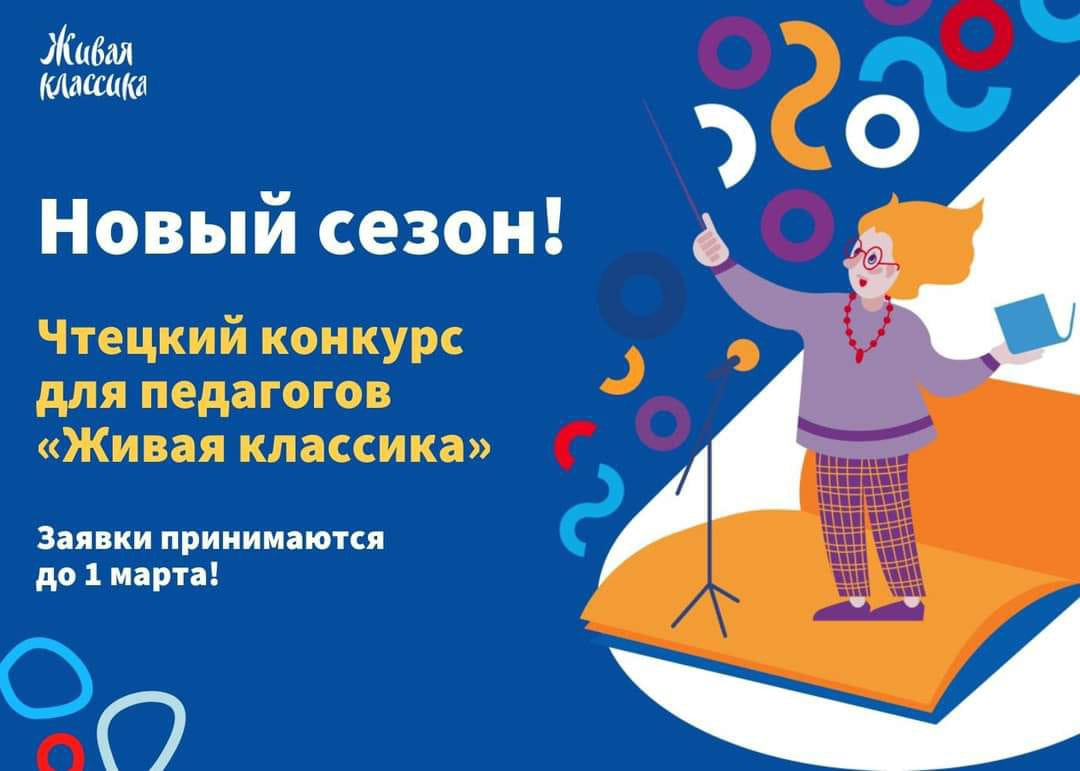 Живая
классика
Новый сезон!
Чтецкий конкурс
для педагогов
«Живая классика»
Заявки принимаются
до 1 марта!